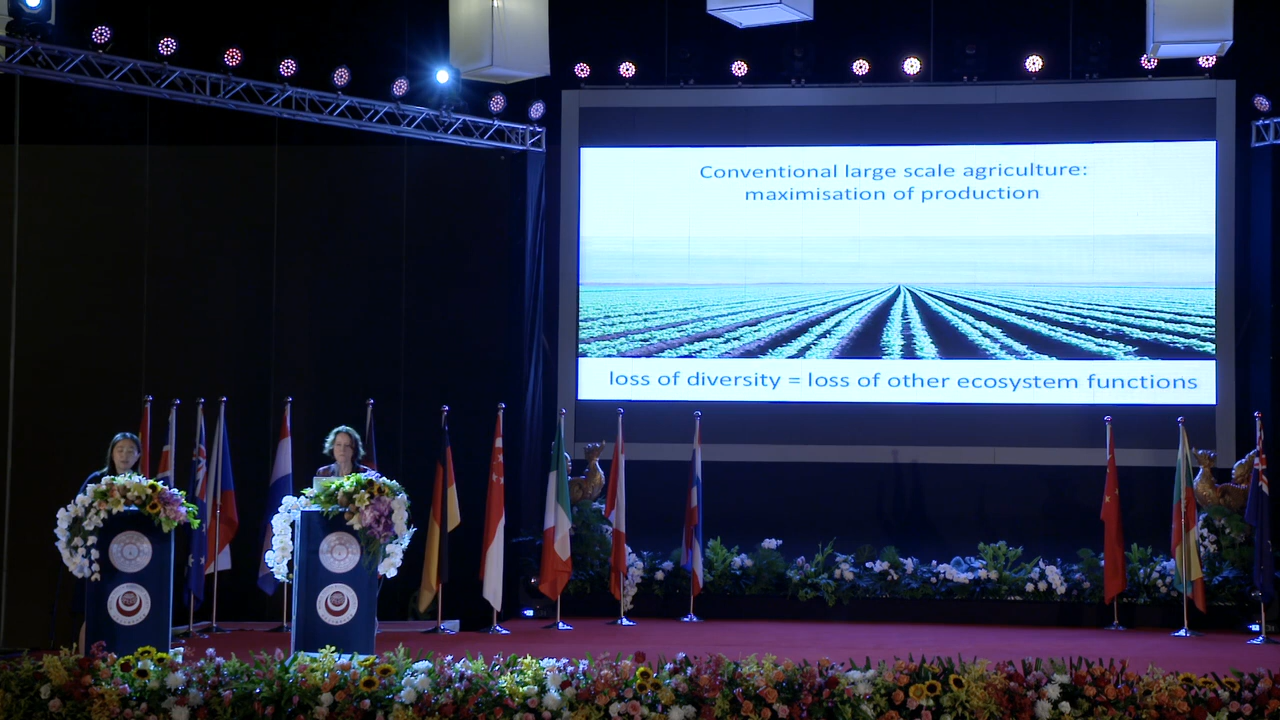 Conventional large scale agriculture:
maximisation of production
loss of diversity = loss of other ecosystem functions